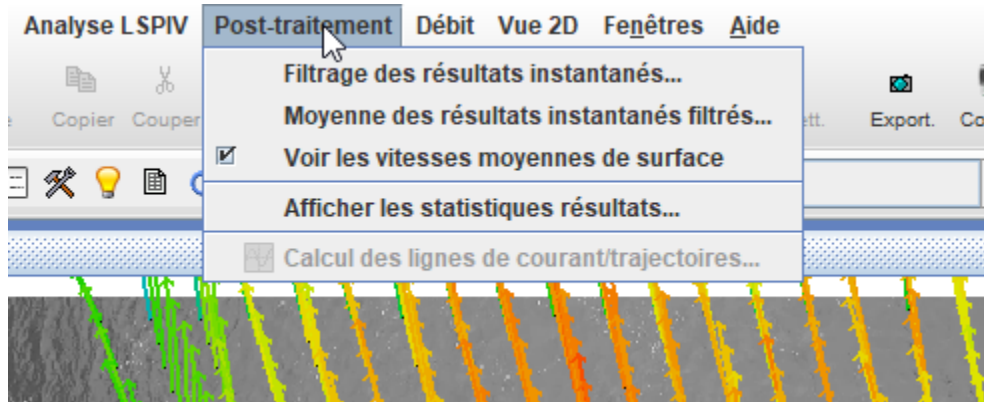 Analyse LSPIV Post-traitement Débit Vue 2D Fenêtres Aide
Filtrage des résultats instantanés...
Copier Couper Moyenne des résultats instantanés filtrés... Export.
Voir les vitesses moyennes de surface
Afficher les statistiques résultats...
Calcul des lignes de courant/trajectoires...